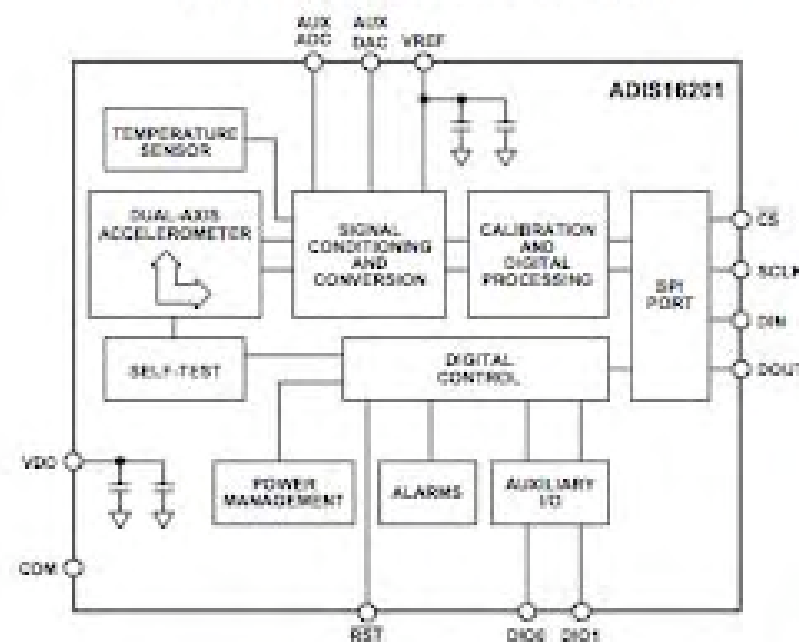 AUX AUX
ADC DAC VREF
ADIS16201
TEMPERATURE
SENSOR
DUAL-AXIS
ACCELEROMETER
SIGNAL
CONDITIONING
AND
CONVERSION
CALIBRATION
AND
DIGITAL
PROCESSING
SPI
PORT
CS
SCLK
DIN
DOUT
SELF-TEST
DIGITAL
CONTROL
VDD
POWER
MANAGEMENT
ALARMS
AUXILIARY
I/O
COM
RST
DIO0 DIO1